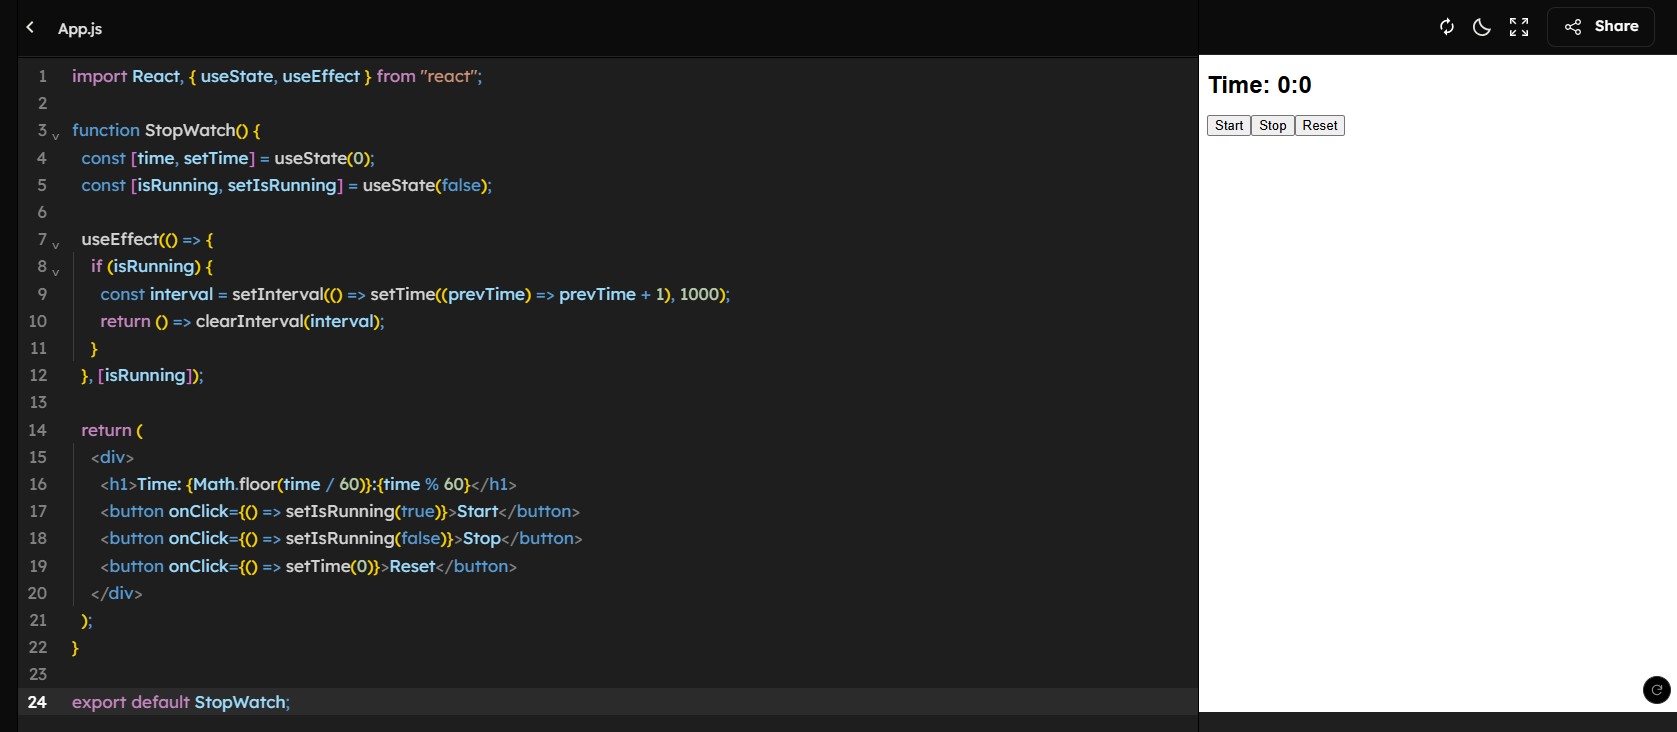 App.js
Share
1 import React, { useState, useEffect } from "react";
2
3 function StopWatch() {
4 const [time, setTime] = useState(0);
5 const [isRunning, setIsRunning] = useState(false);
6
7 useEffect(() => {
8 if (isRunning) {
9 const interval = setInterval(() => setTime((prevTime) => prevTime + 1), 1000);
10 return () => clearInterval(interval);
11 }
12 }, [isRunning]);
13
14 return (
15 <div>
16 <h1>Time: {Math.floor(time / 60)}:{time % 60}</h1>
17 <button onClick={() => setIsRunning(true)}>Start</button>
18 <button onClick={() => setIsRunning(false)}>Stop</button>
19 <button onClick={() => setTime(0)}>Reset</button>
20 </div>
21 );
22 }
23
24 export default StopWatch;
Time: 0:0
Start Stop Reset